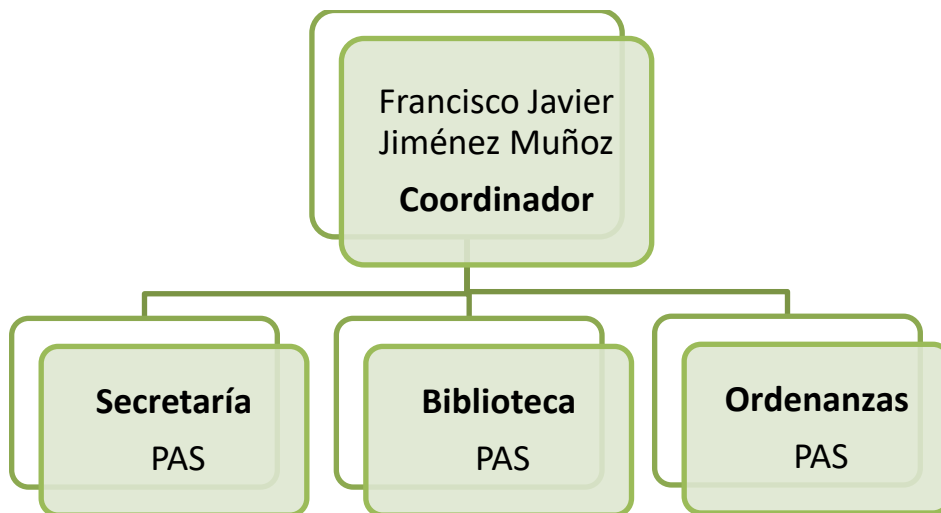 Francisco Javier
Jiménez Muñoz
Coordinador
Secretaría
PAS
Biblioteca
PAS
Ordenanzas
PAS